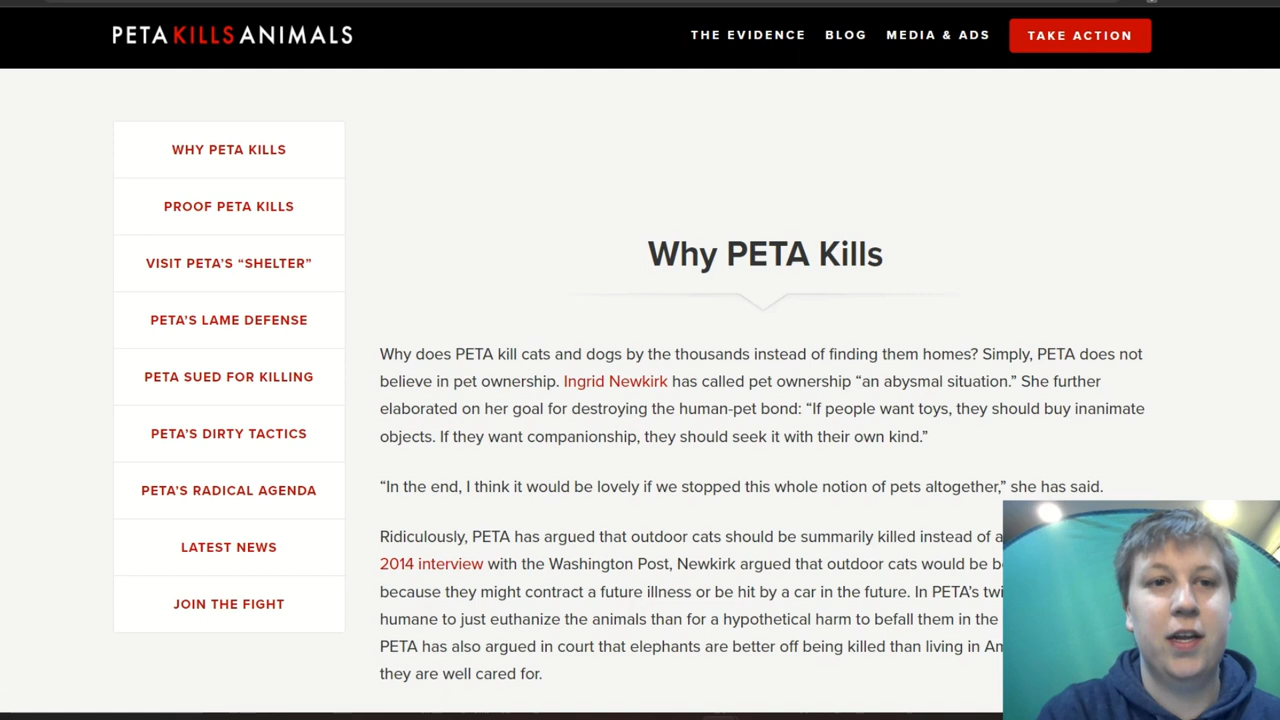 PETA KILLS ANIMALS
THE EVIDENCE BLOG MEDIA & ADS TAKE ACTION
WHY PETA KILLS
PROOF PETA KILLS
VISIT PETA’S “SHELTER”
PETA’S LAME DEFENSE
PETA SUED FOR KILLING
PETA’S DIRTY TACTICS
PETA’S RADICAL AGENDA
LATEST NEWS
JOIN THE FIGHT
Why PETA Kills
Why does PETA kill cats and dogs by the thousands instead of finding them homes? Simply, PETA does not
believe in pet ownership. Ingrid Newkirk has called pet ownership “an abysmal situation.” She further
elaborated on her goal for destroying the human-pet bond: “If people want toys, they should buy inanimate
objects. If they want companionship, they should seek it with their own kind.”
“In the end, I think it would be lovely if we stopped this whole notion of pets altogether,” she has said.
Ridiculously, PETA has argued that outdoor cats should be summarily killed instead of
2014 interview with the Washington Post, Newkirk argued that outdoor cats would be
because they might contract a future illness or be hit by a car in the future. In PETA’s
humane to just euthanize the animals than for a hypothetical harm to befall them in the
PETA has also argued in court that elephants are better off being killed than living in
they are well cared for.